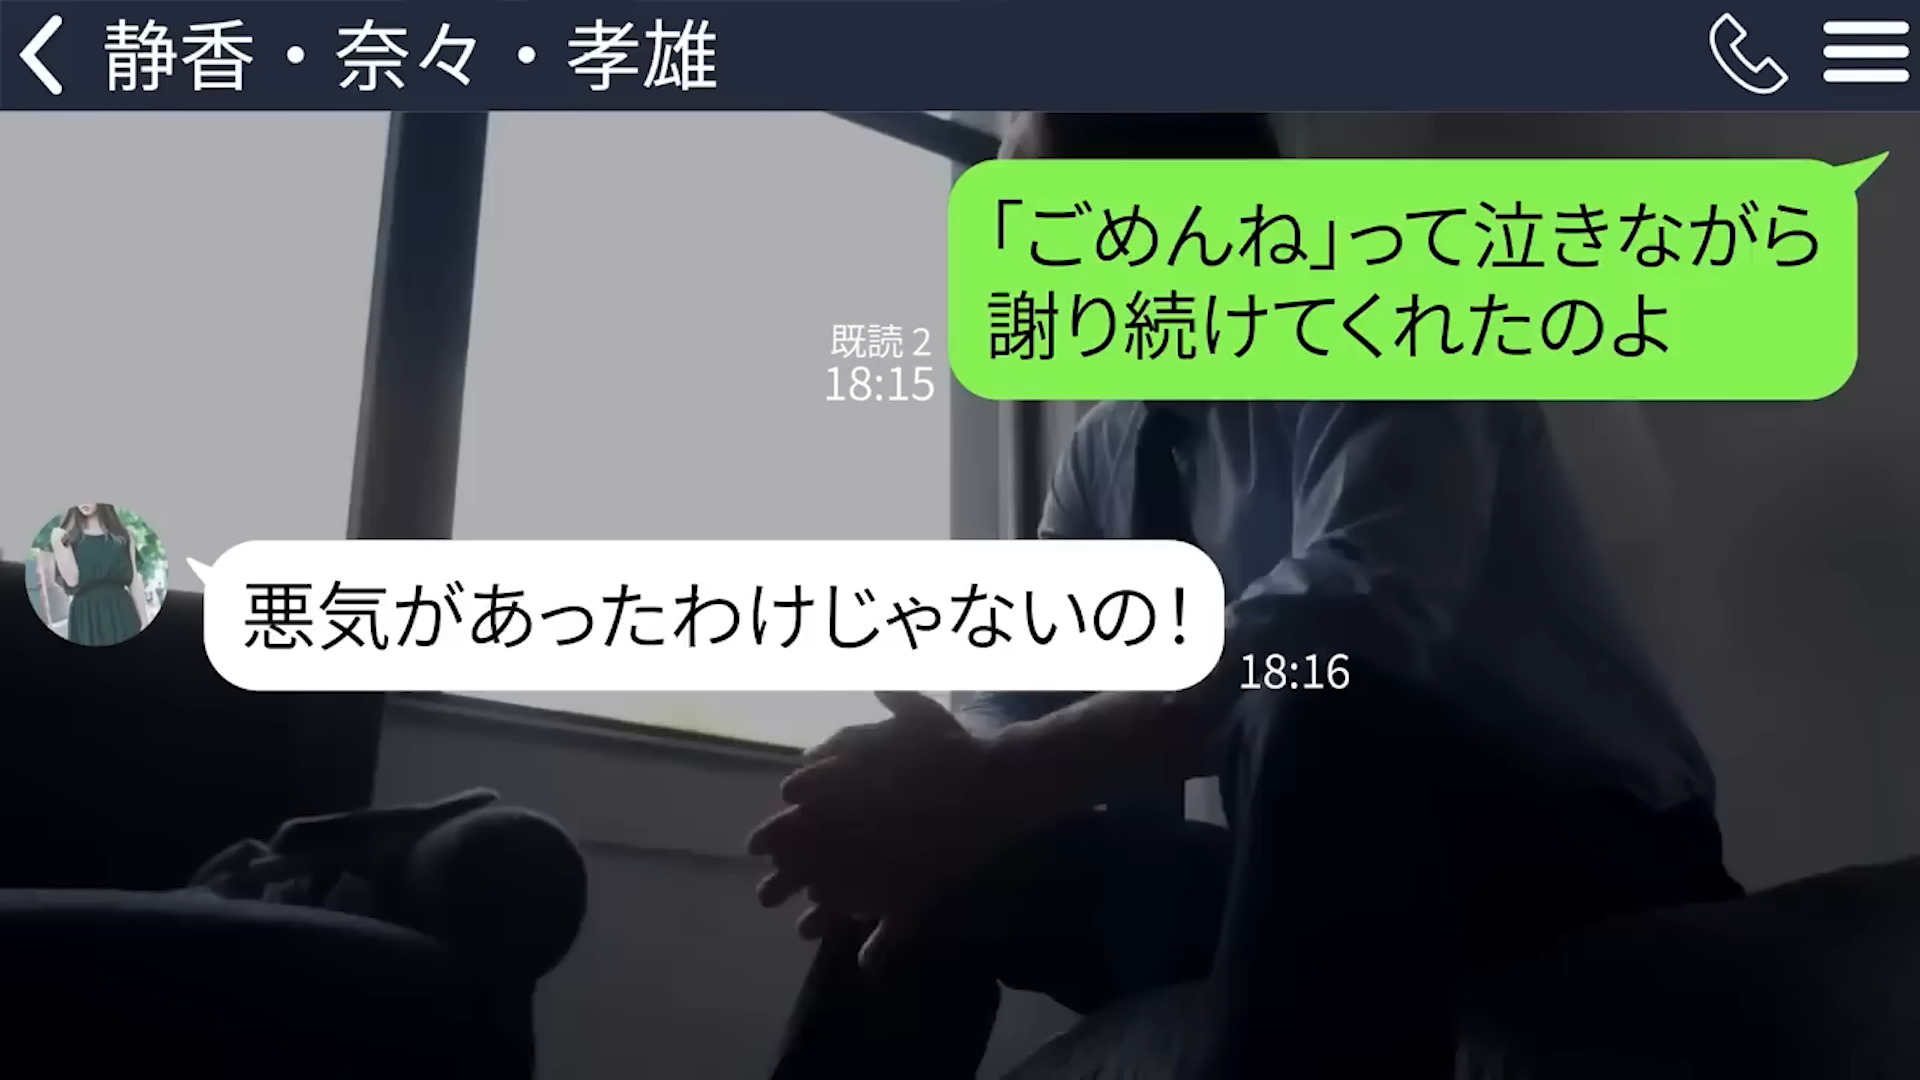 静香・奈々・孝雄
「ごめんね」って泣きながら
謝り続けてくれたのよ
既読 2
18:15
悪気があったわけじゃないの！
18:16